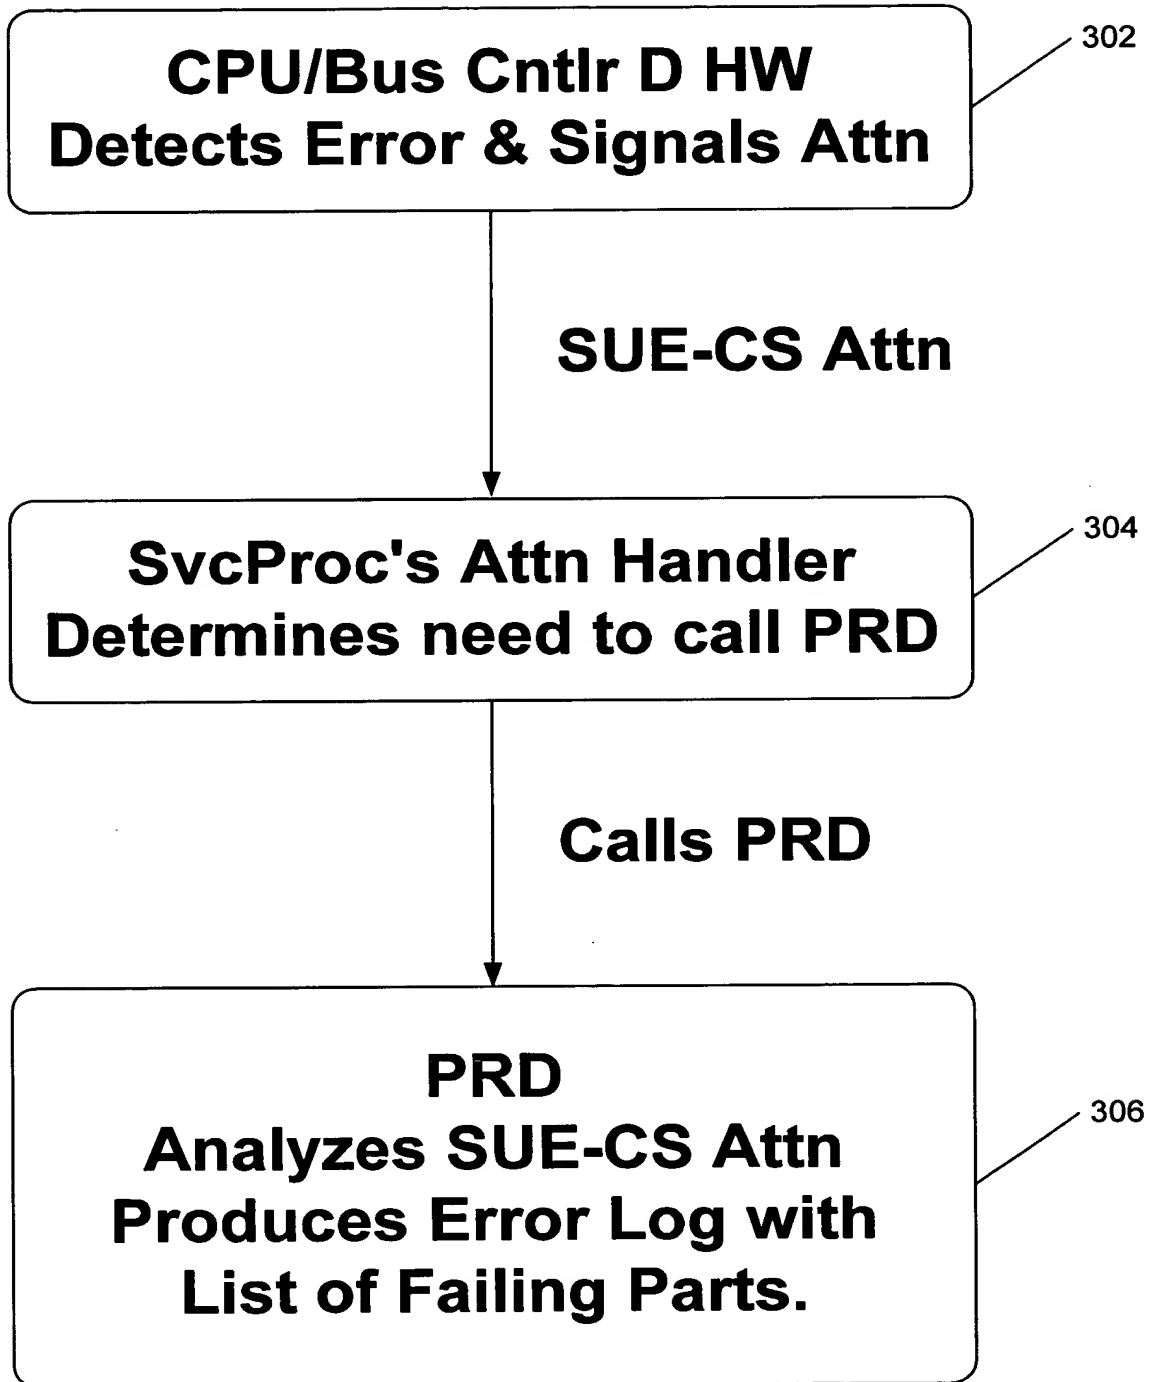 CPU/Bus Cntlr D HW
Detects Error & Signals Attn
302
SUE-CS Attn
SvcProc's Attn Handler
Determines need to call PRD
304
Calls PRD
PRD
Analyzes SUE-CS Attn
Produces Error Log with
List of Failing Parts.
306